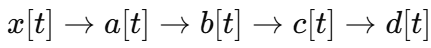 x[t] → a[t] → b[t] → c[t] → d[t]